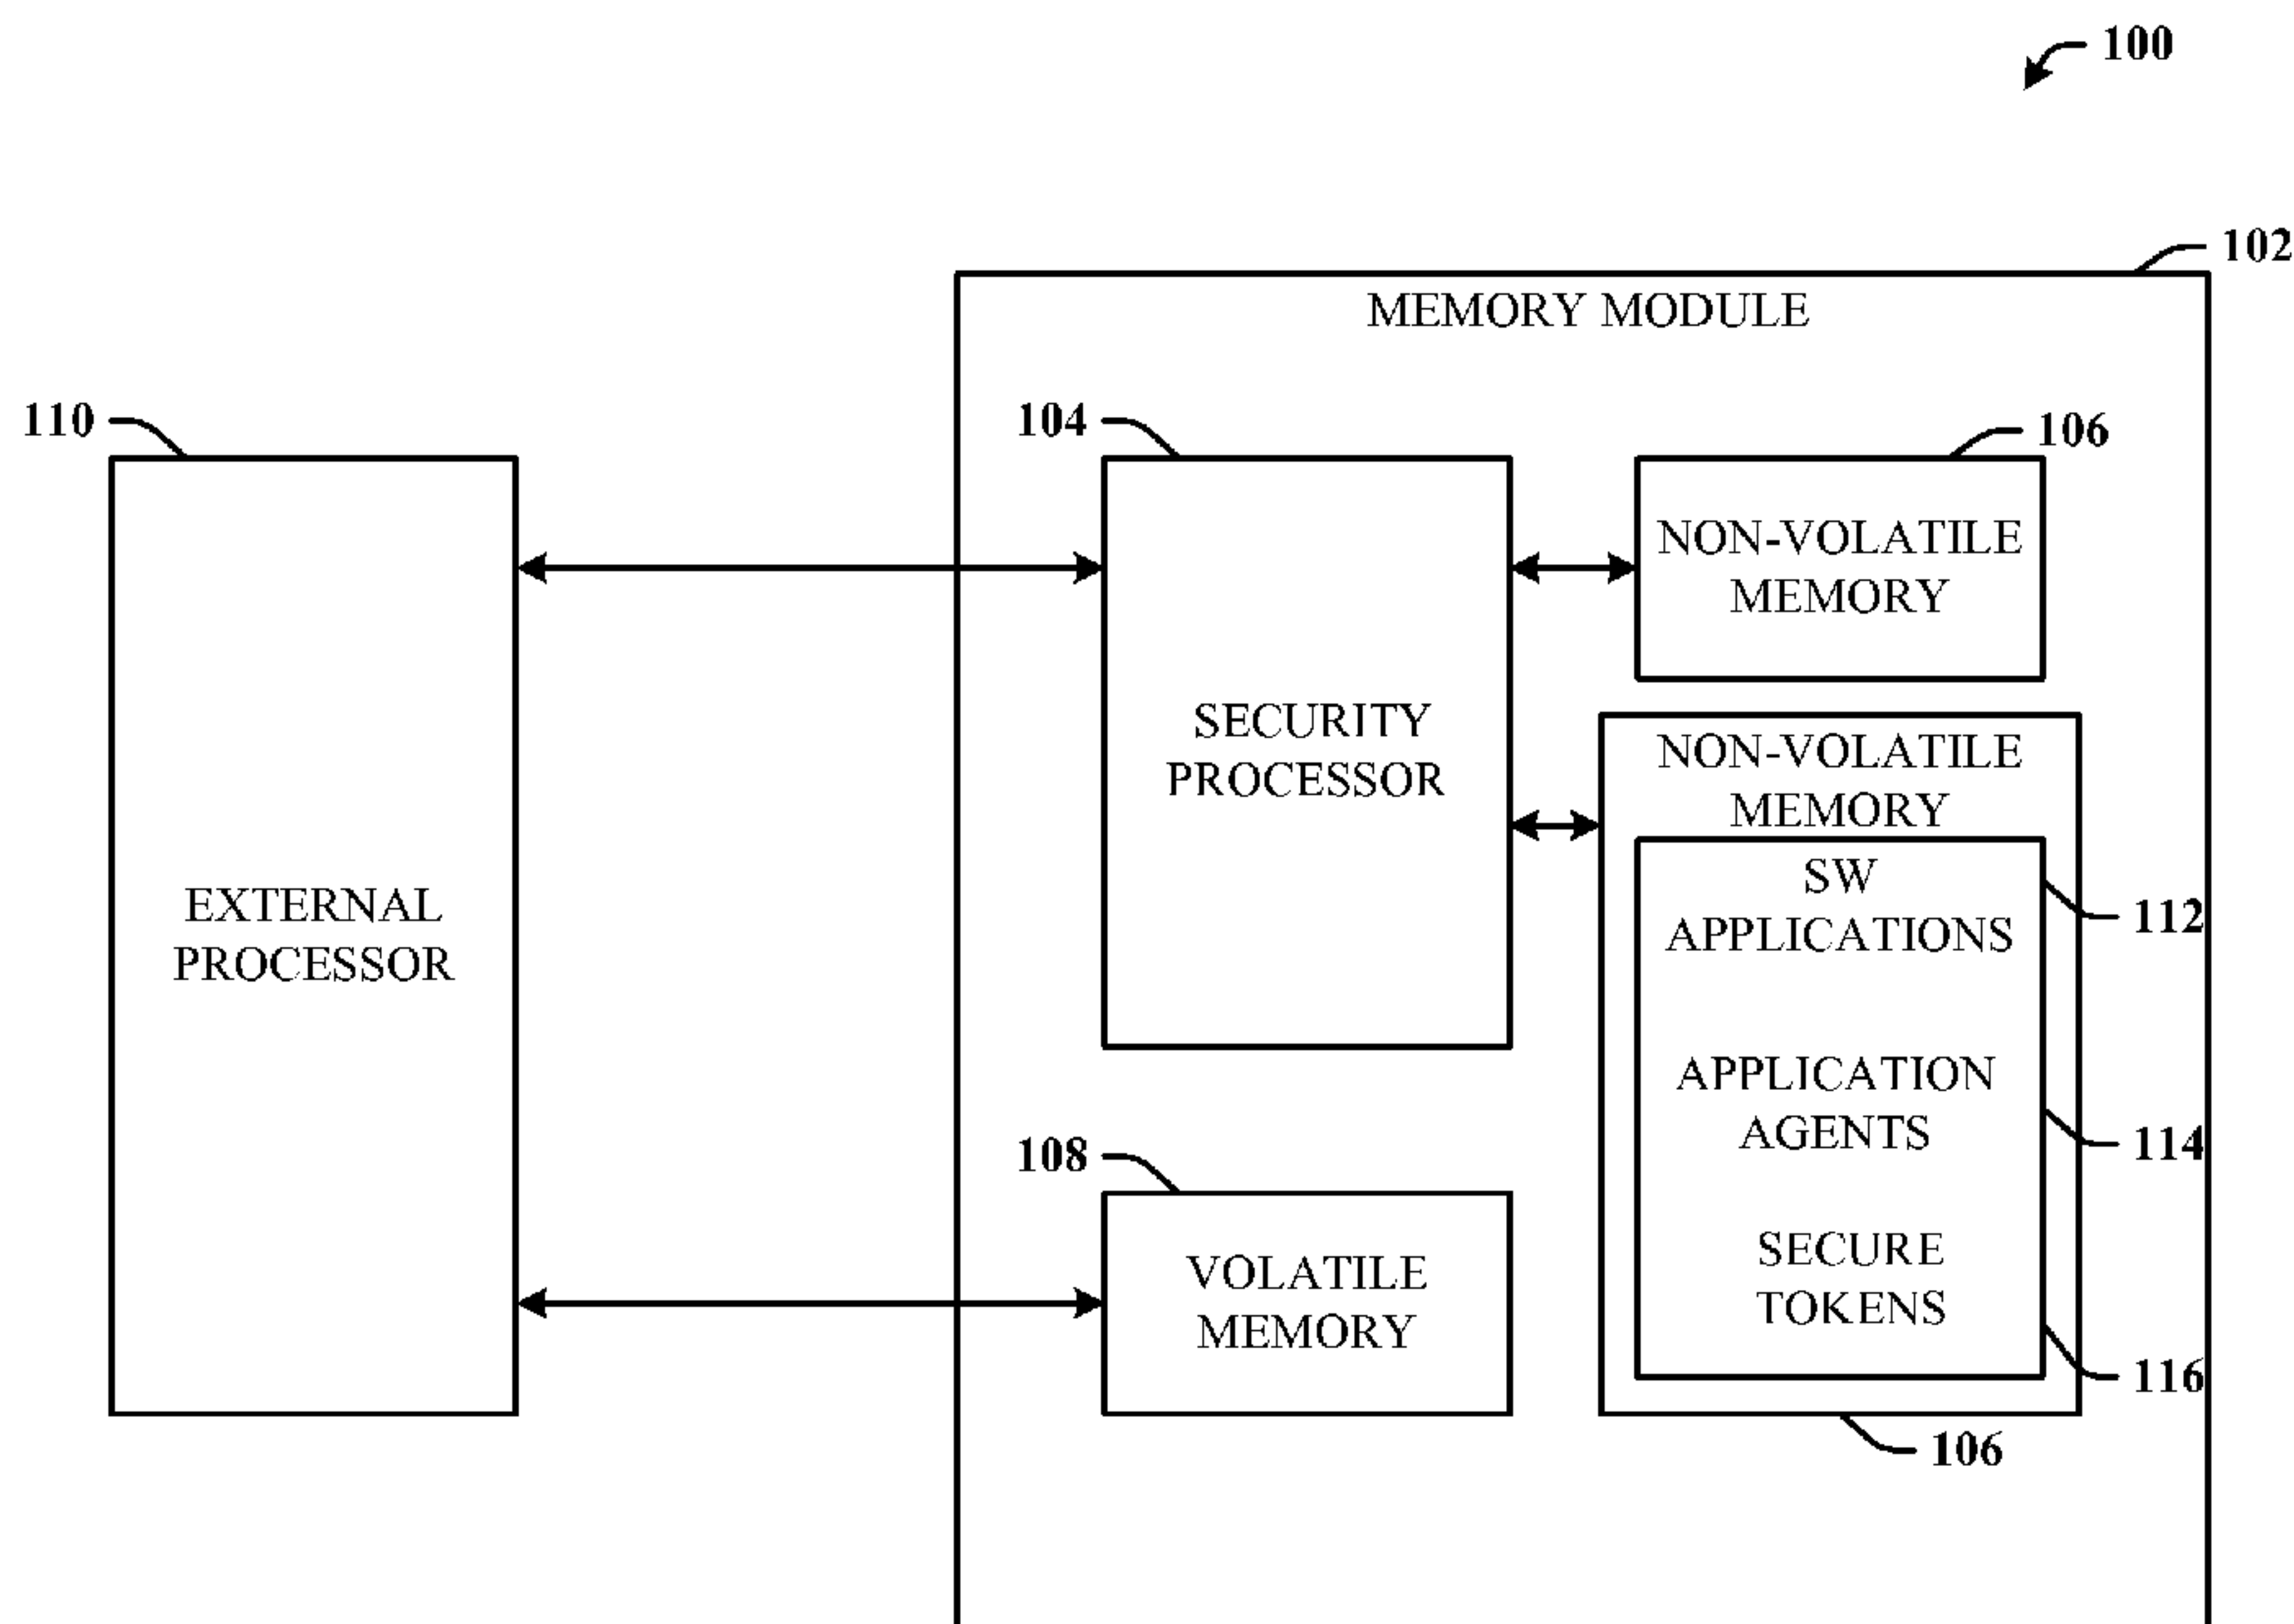 100
102
MEMORY MODULE
110
104
106
NON-VOLATILE
MEMORY
SECURITY
PROCESSOR
NON-VOLATILE
MEMORY
SW
APPLICATIONS
112
EXTERNAL
PROCESSOR
APPLICATION
AGENTS
114
108
SECURE
TOKENS
VOLATILE
MEMORY
116
106